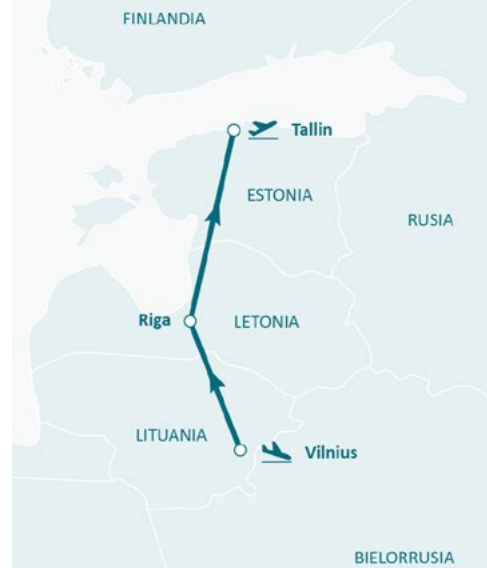 FINLANDIA
Tallin
ESTONIA
RUSIA
Riga
LETONIA
LITUANIA
Vilnius
BIELORRUSIA